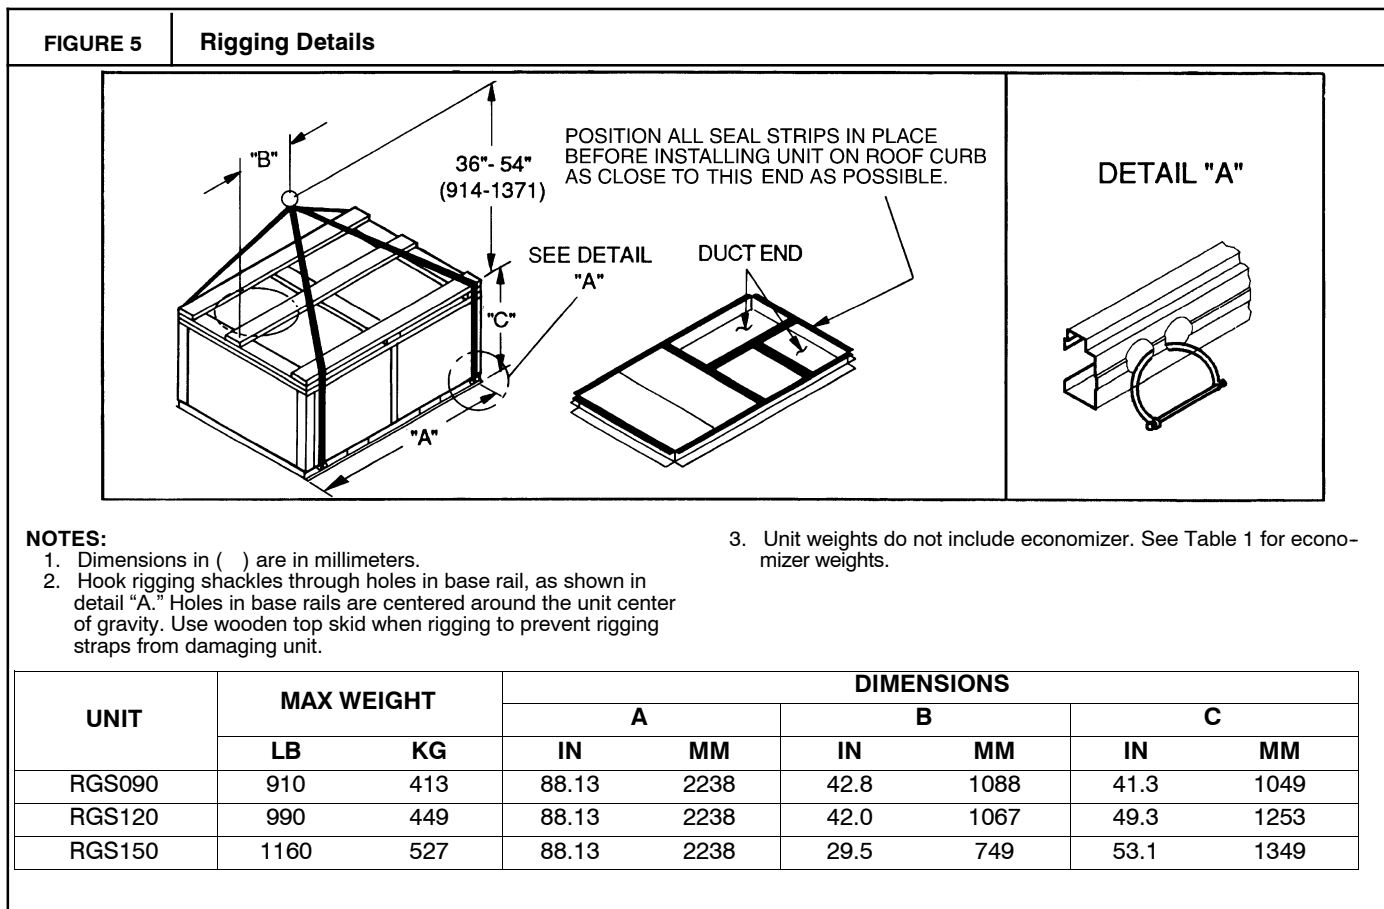 FIGURE 5
Rigging Details
"B"
36"- 54"
(914-1371)
POSITION ALL SEAL STRIPS IN PLACE
BEFORE INSTALLING UNIT ON ROOF CURB
AS CLOSE TO THIS END AS POSSIBLE.
DETAIL "A"
SEE DETAIL
"A"
DUCT END
"C"
"A"
NOTES:
1. Dimensions in ( ) are in millimeters.
2. Hook rigging shackles through holes in base rail, as shown in
detail “A.” Holes in base rails are centered around the unit center
of gravity. Use wooden top skid when rigging to prevent rigging
straps from damaging unit.
3. Unit weights do not include economizer. See Table 1 for econo-
mizer weights.
UNIT MAX WEIGHT DIMENSIONS
A B C
LB KG IN MM IN MM IN MM
RGS090 910 413 88.13 2238 42.8 1088 41.3 1049
RGS120 990 449 88.13 2238 42.0 1067 49.3 1253
RGS150 1160 527 88.13 2238 29.5 749 53.1 1349